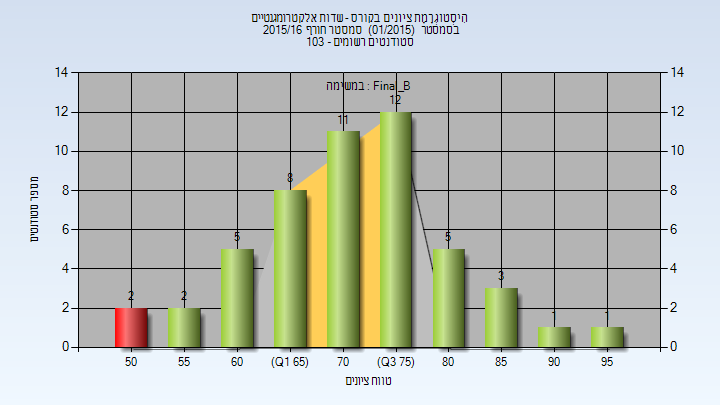 הִיסְטוֹגְרַמַת ציונים בקורס - שדות אלקטרומגנטיים
בסמסטר (01/2015) סמסטר חורף 2015/16
סטודנטים רשומים - 103
במשימה : Final_B
מספר סטודנטים
14 14
12 12
10 10
8 8
6 6
4 4
2 2
0 0
2 2 5 8 11 12 5 3 1 1
50 55 60 (Q1 65) 70 (Q3 75) 80 85 90 95
טווח ציונים